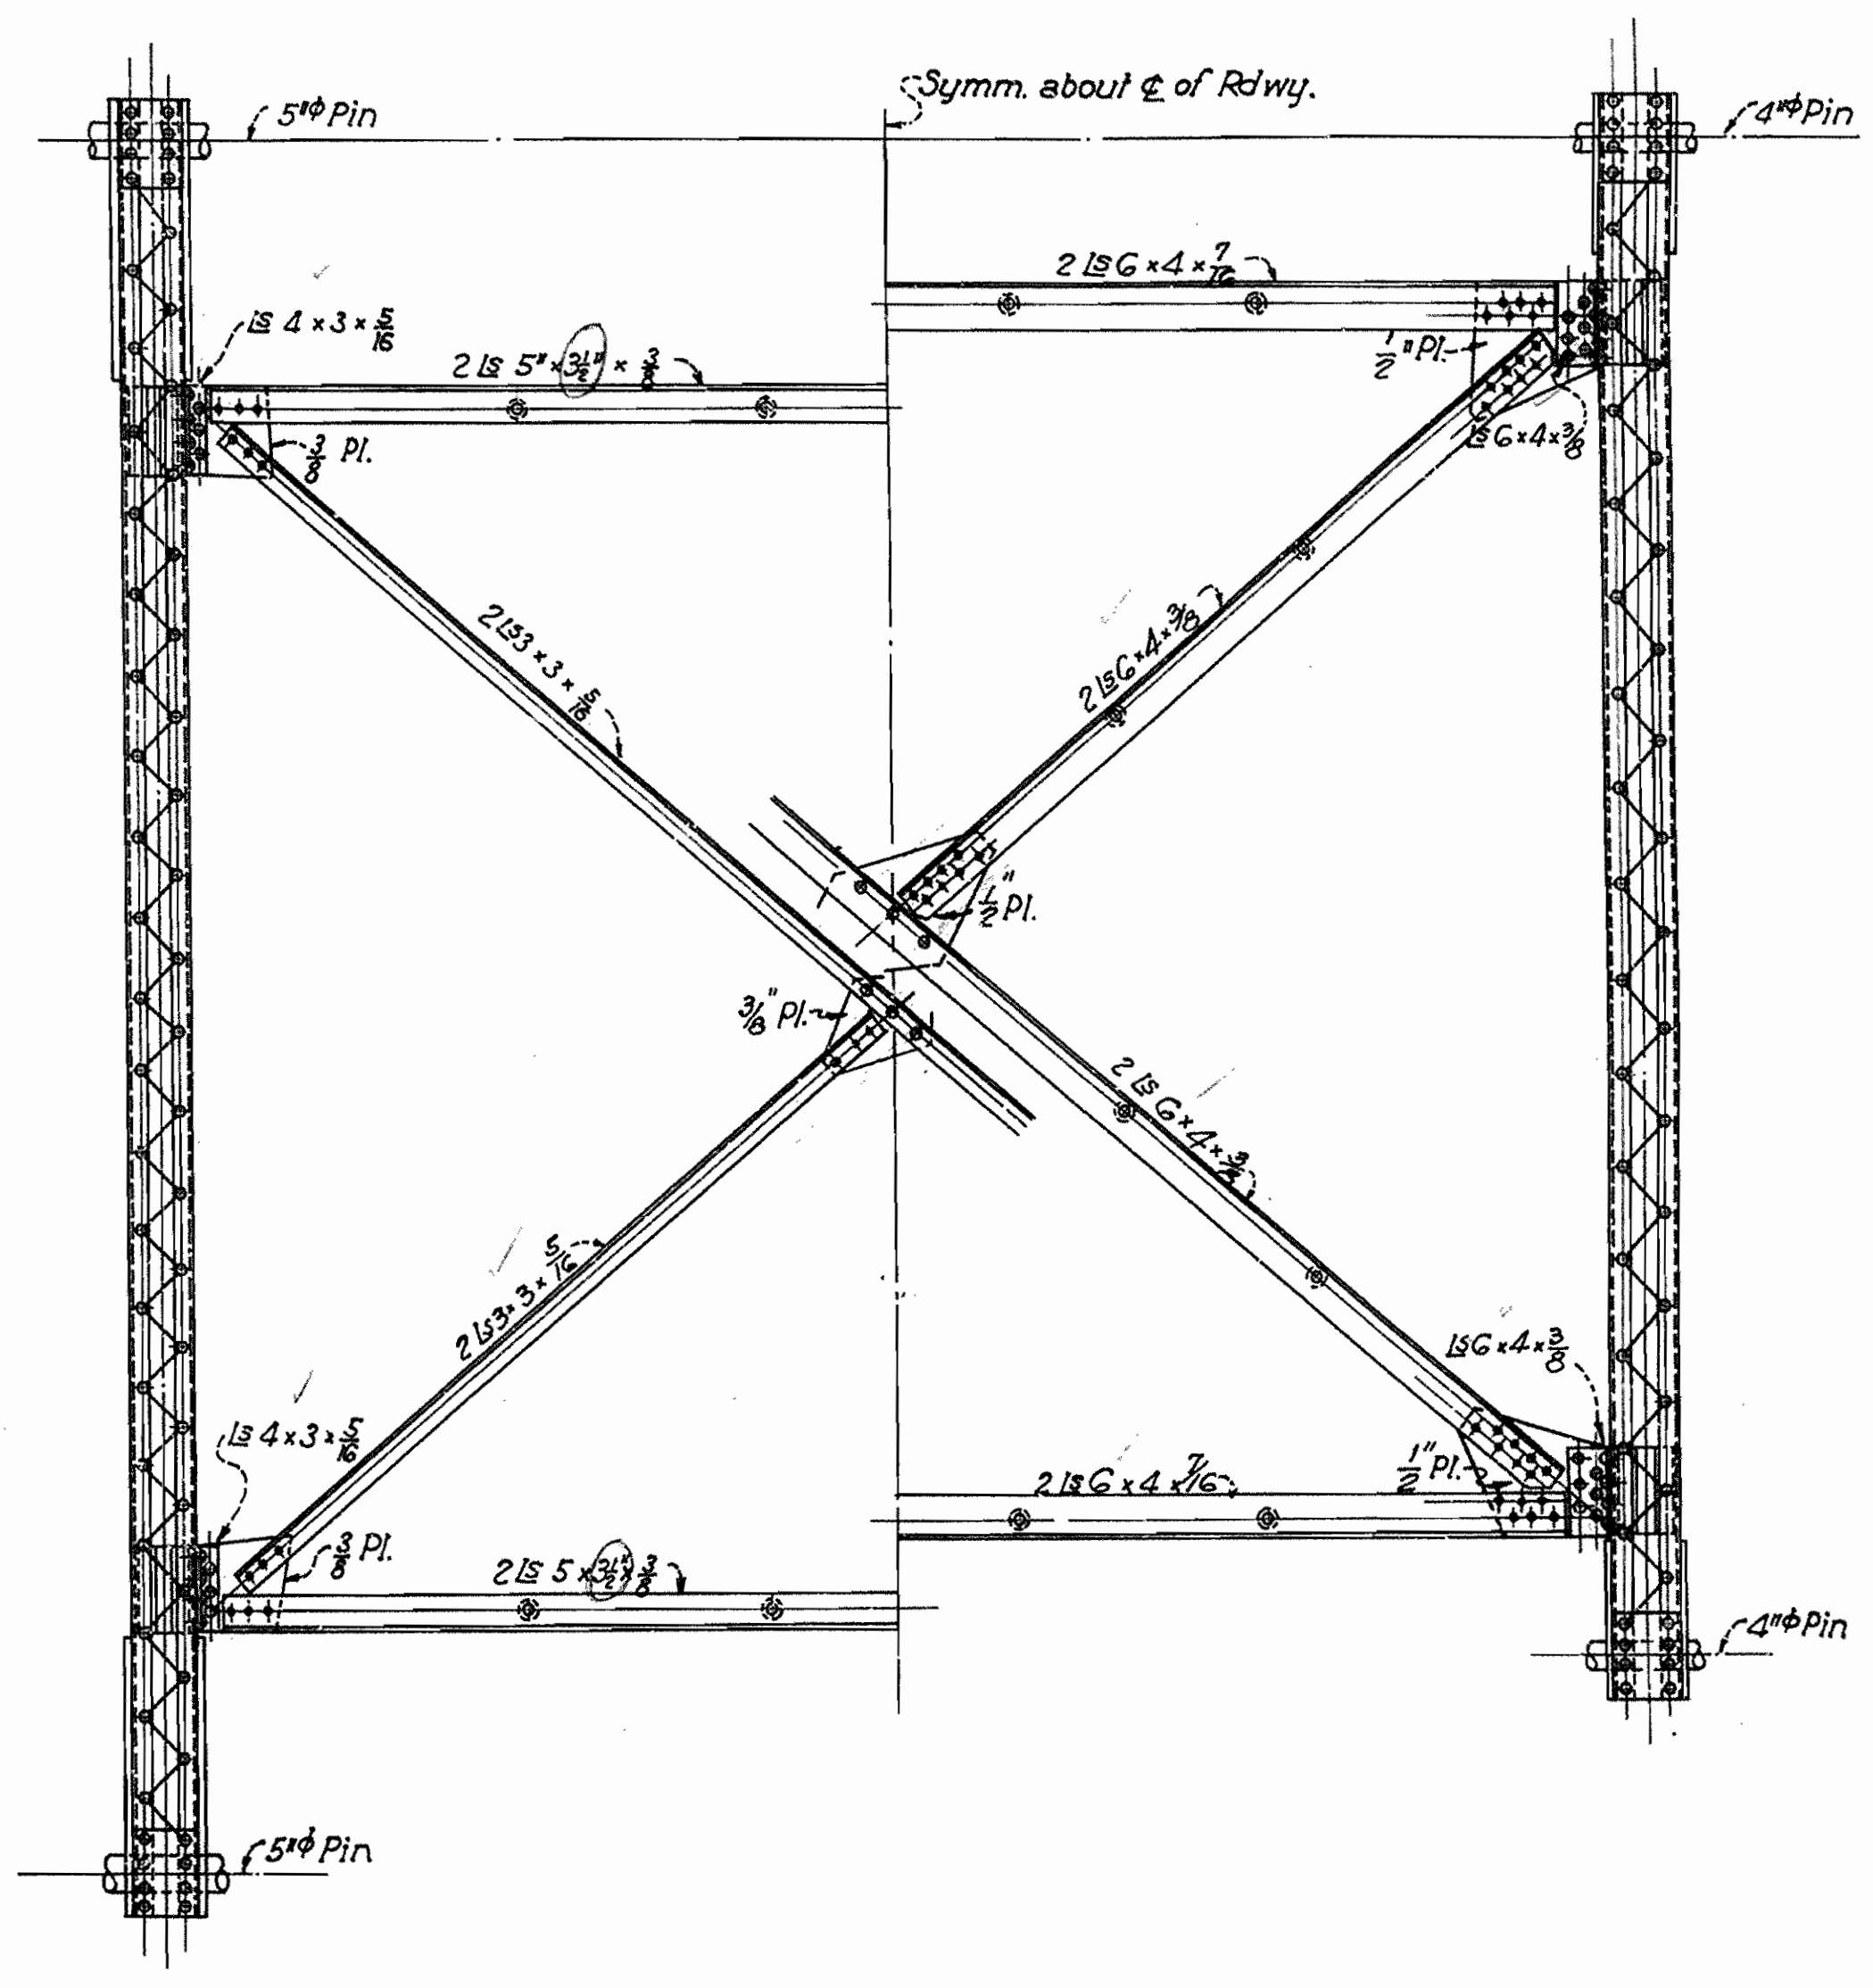 Symm. about ℄ of Rdwy.
5"ϕ Pin
4"ϕ Pin
2 Ls 6 × 4 × 7/16
Ls 4 × 3 × 5/16
2 Ls 5" × 3½" × 3/8
½" Pl.
Ls 6 × 4 × 3/8
3/8 Pl.
2 Ls 3 × 3 × 5/16
2 Ls 6 × 4 × 3/8
½" Pl.
3/8" Pl.
2 Ls 6 × 4 × 3/8
2 Ls 3 × 3 × 5/16
Ls 6 × 4 × 3/8
Ls 4 × 3 × 5/16
½" Pl.
2 Ls 6 × 4 × 7/16
3/8 Pl.
2 Ls 5 × 3½" × 3/8
4"ϕ Pin
5"ϕ Pin